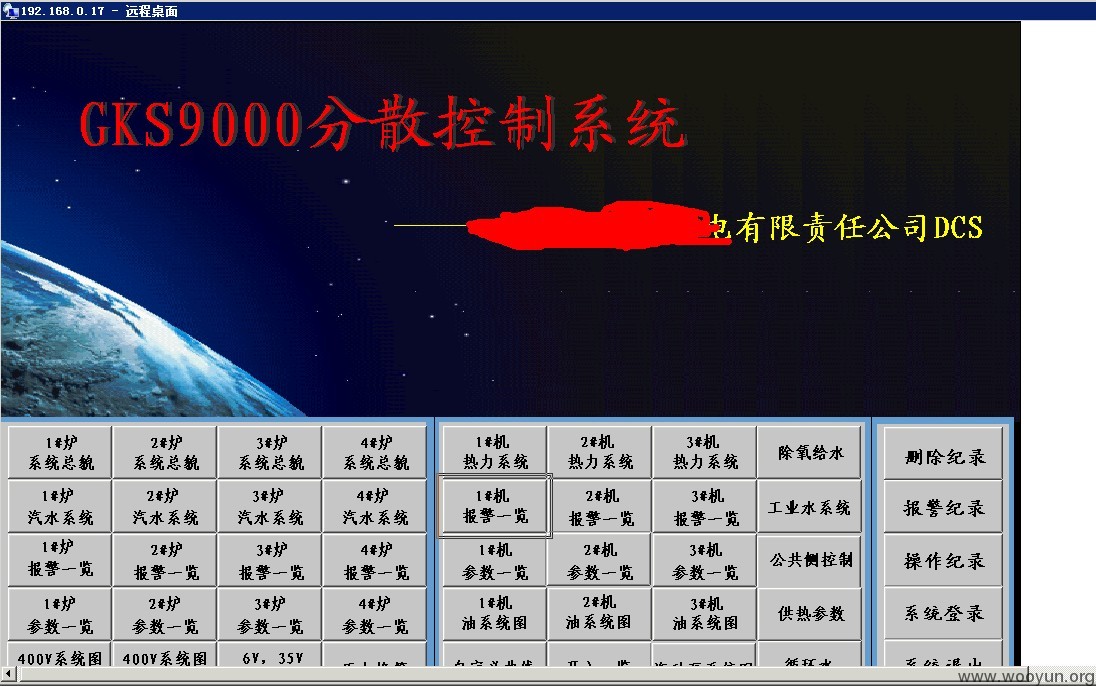 192.168.0.17 - 远程桌面
GKS9000分散控制系统
电有限责任公司DCS
1#炉
系统总貌
2#炉
系统总貌
3#炉
系统总貌
4#炉
系统总貌
1#机
热力系统
2#机
热力系统
3#机
热力系统
除氧给水
删除纪录
1#炉
汽水系统
2#炉
汽水系统
3#炉
汽水系统
4#炉
汽水系统
1#机
报警一览
2#机
报警一览
3#机
报警一览
工业水系统
报警纪录
1#炉
报警一览
2#炉
报警一览
3#炉
报警一览
4#炉
报警一览
1#机
参数一览
2#机
参数一览
3#机
参数一览
公共侧控制
操作纪录
1#炉
参数一览
2#炉
参数一览
3#炉
参数一览
4#炉
参数一览
1#机
油系统图
2#机
油系统图
3#机
油系统图
供热参数
系统登录
400V系统图
400V系统图
6V，35V
自定义曲线
循环水
系统退出
www.wooyun.org